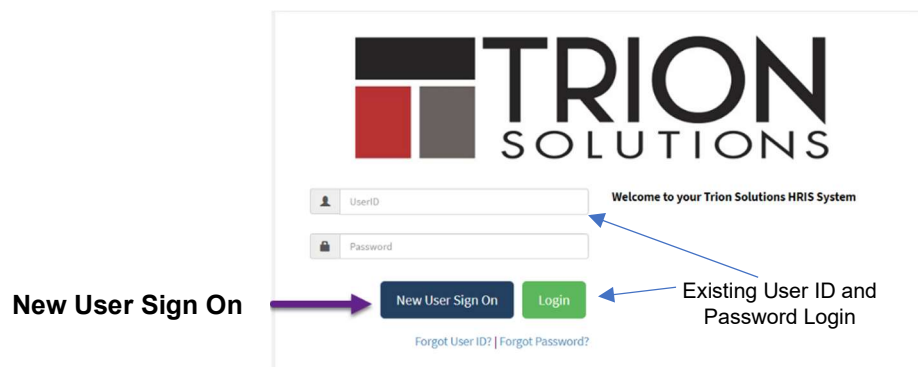 TRION
SOLUTIONS
UserID
Welcome to your Trion Solutions HRIS System
Password
New User Sign On
New User Sign On
Login
Existing User ID and
Password Login
Forgot User ID? | Forgot Password?